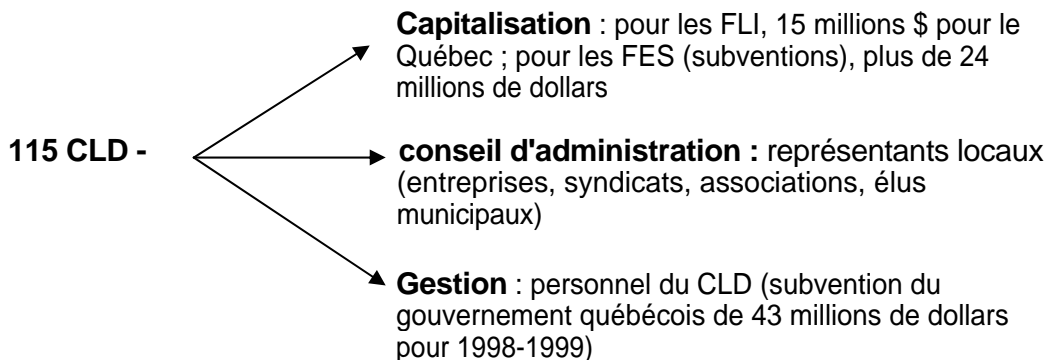 Capitalisation : pour les FLI, 15 millions $ pour le
Québec ; pour les FES (subventions), plus de 24
millions de dollars
115 CLD -
conseil d'administration : représentants locaux
(entreprises, syndicats, associations, élus
municipaux)
Gestion : personnel du CLD (subvention du
gouvernement québécois de 43 millions de dollars
pour 1998-1999)